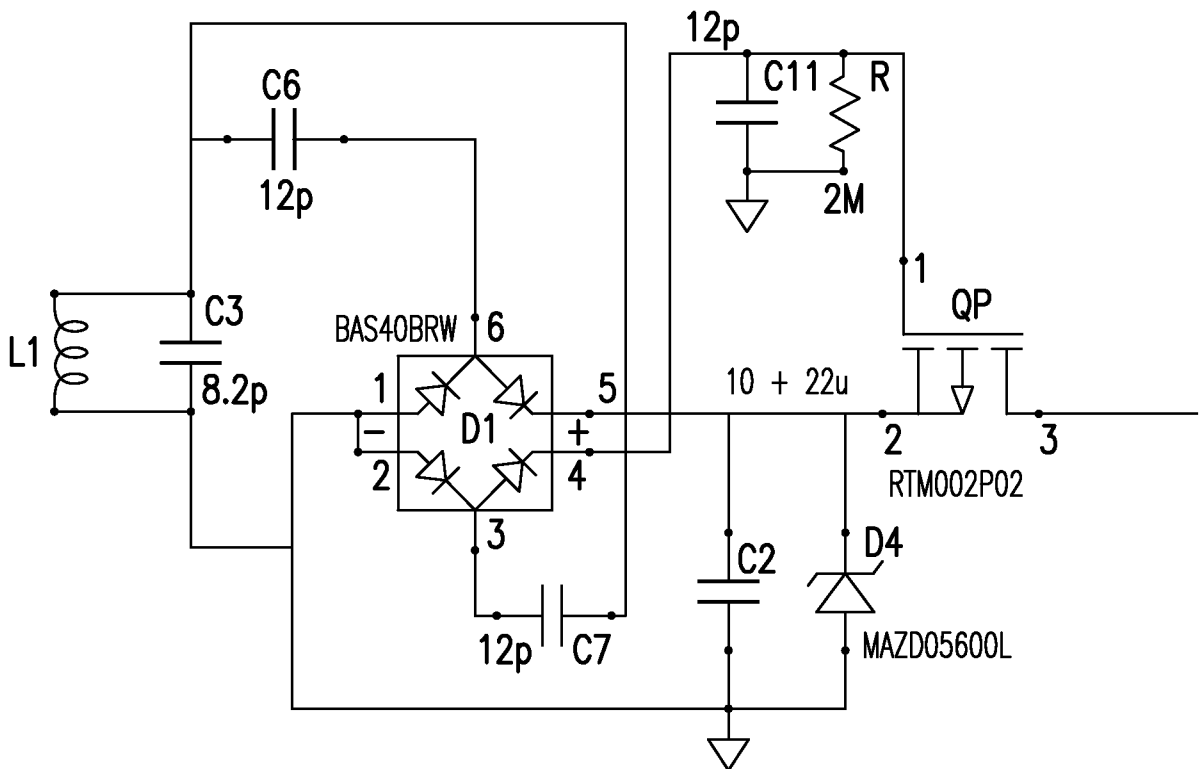 12p
C11
R
C6
12p
2M
1
QP
C3
BAS40BRW
6
L1
8.2p
1
5
10 + 22u
-
D1
+
2
3
2
4
RTM002P02
3
C2
D4
12p
C7
MAZD05600L